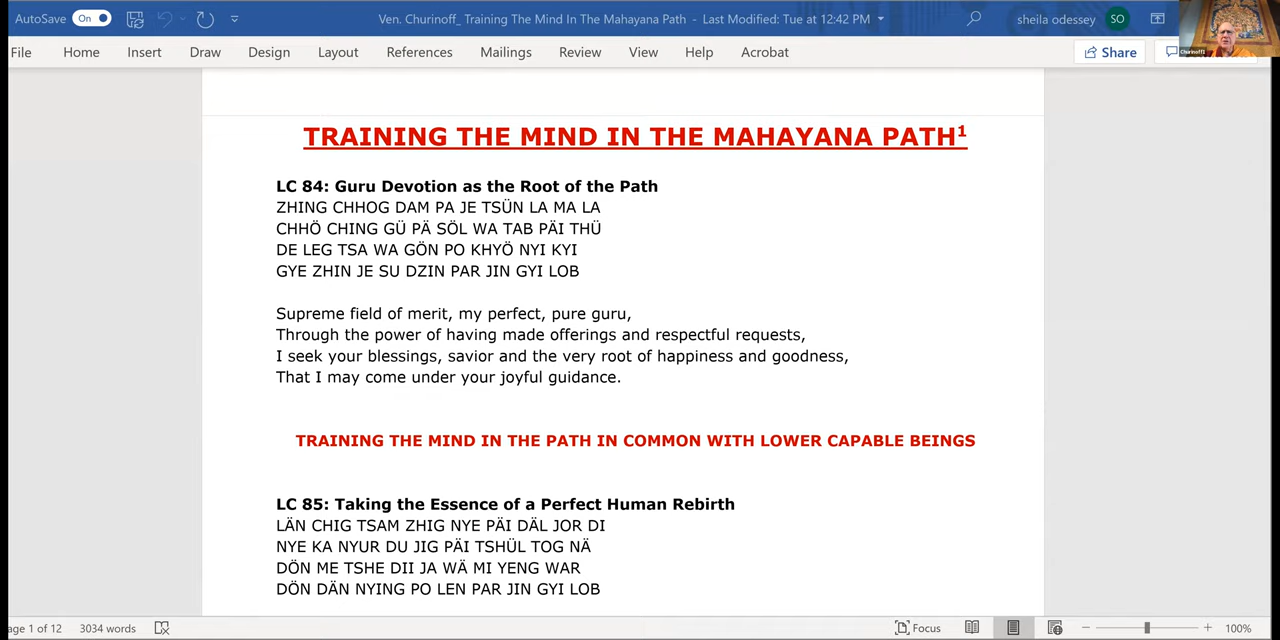 AutoSave On Ven. Churinoff_ Training The Mind In The Mahayana Path - Last Modified: Tue at 12:42 PM sheila odessey SO
Churinoff1
File Home Insert Draw Design Layout References Mailings Review View Help Acrobat Share
TRAINING THE MIND IN THE MAHAYANA PATH1
LC 84: Guru Devotion as the Root of the Path
ZHING CHHOG DAM PA JE TSÜN LA MA LA
CHHÖ CHING GÜ PÄ SÖL WA TAB PÄI THÜ
DE LEG TSA WA GÖN PO KHYÖ NYI KYI
GYE ZHIN JE SU DZIN PAR JIN GYI LOB
Supreme field of merit, my perfect, pure guru,
Through the power of having made offerings and respectful requests,
I seek your blessings, savior and the very root of happiness and goodness,
That I may come under your joyful guidance.
TRAINING THE MIND IN THE PATH IN COMMON WITH LOWER CAPABLE BEINGS
LC 85: Taking the Essence of a Perfect Human Rebirth
LÄN CHIG TSAM ZHIG NYE PÄI DÄL JOR DI
NYE KA NYUR DU JIG PÄI TSHÜL TOG NÄ
DÖN ME TSHE DII JA WÄ MI YENG WAR
DÖN DÄN NYING PO LEN PAR JIN GYI LOB
age 1 of 12 3034 words Focus 100%